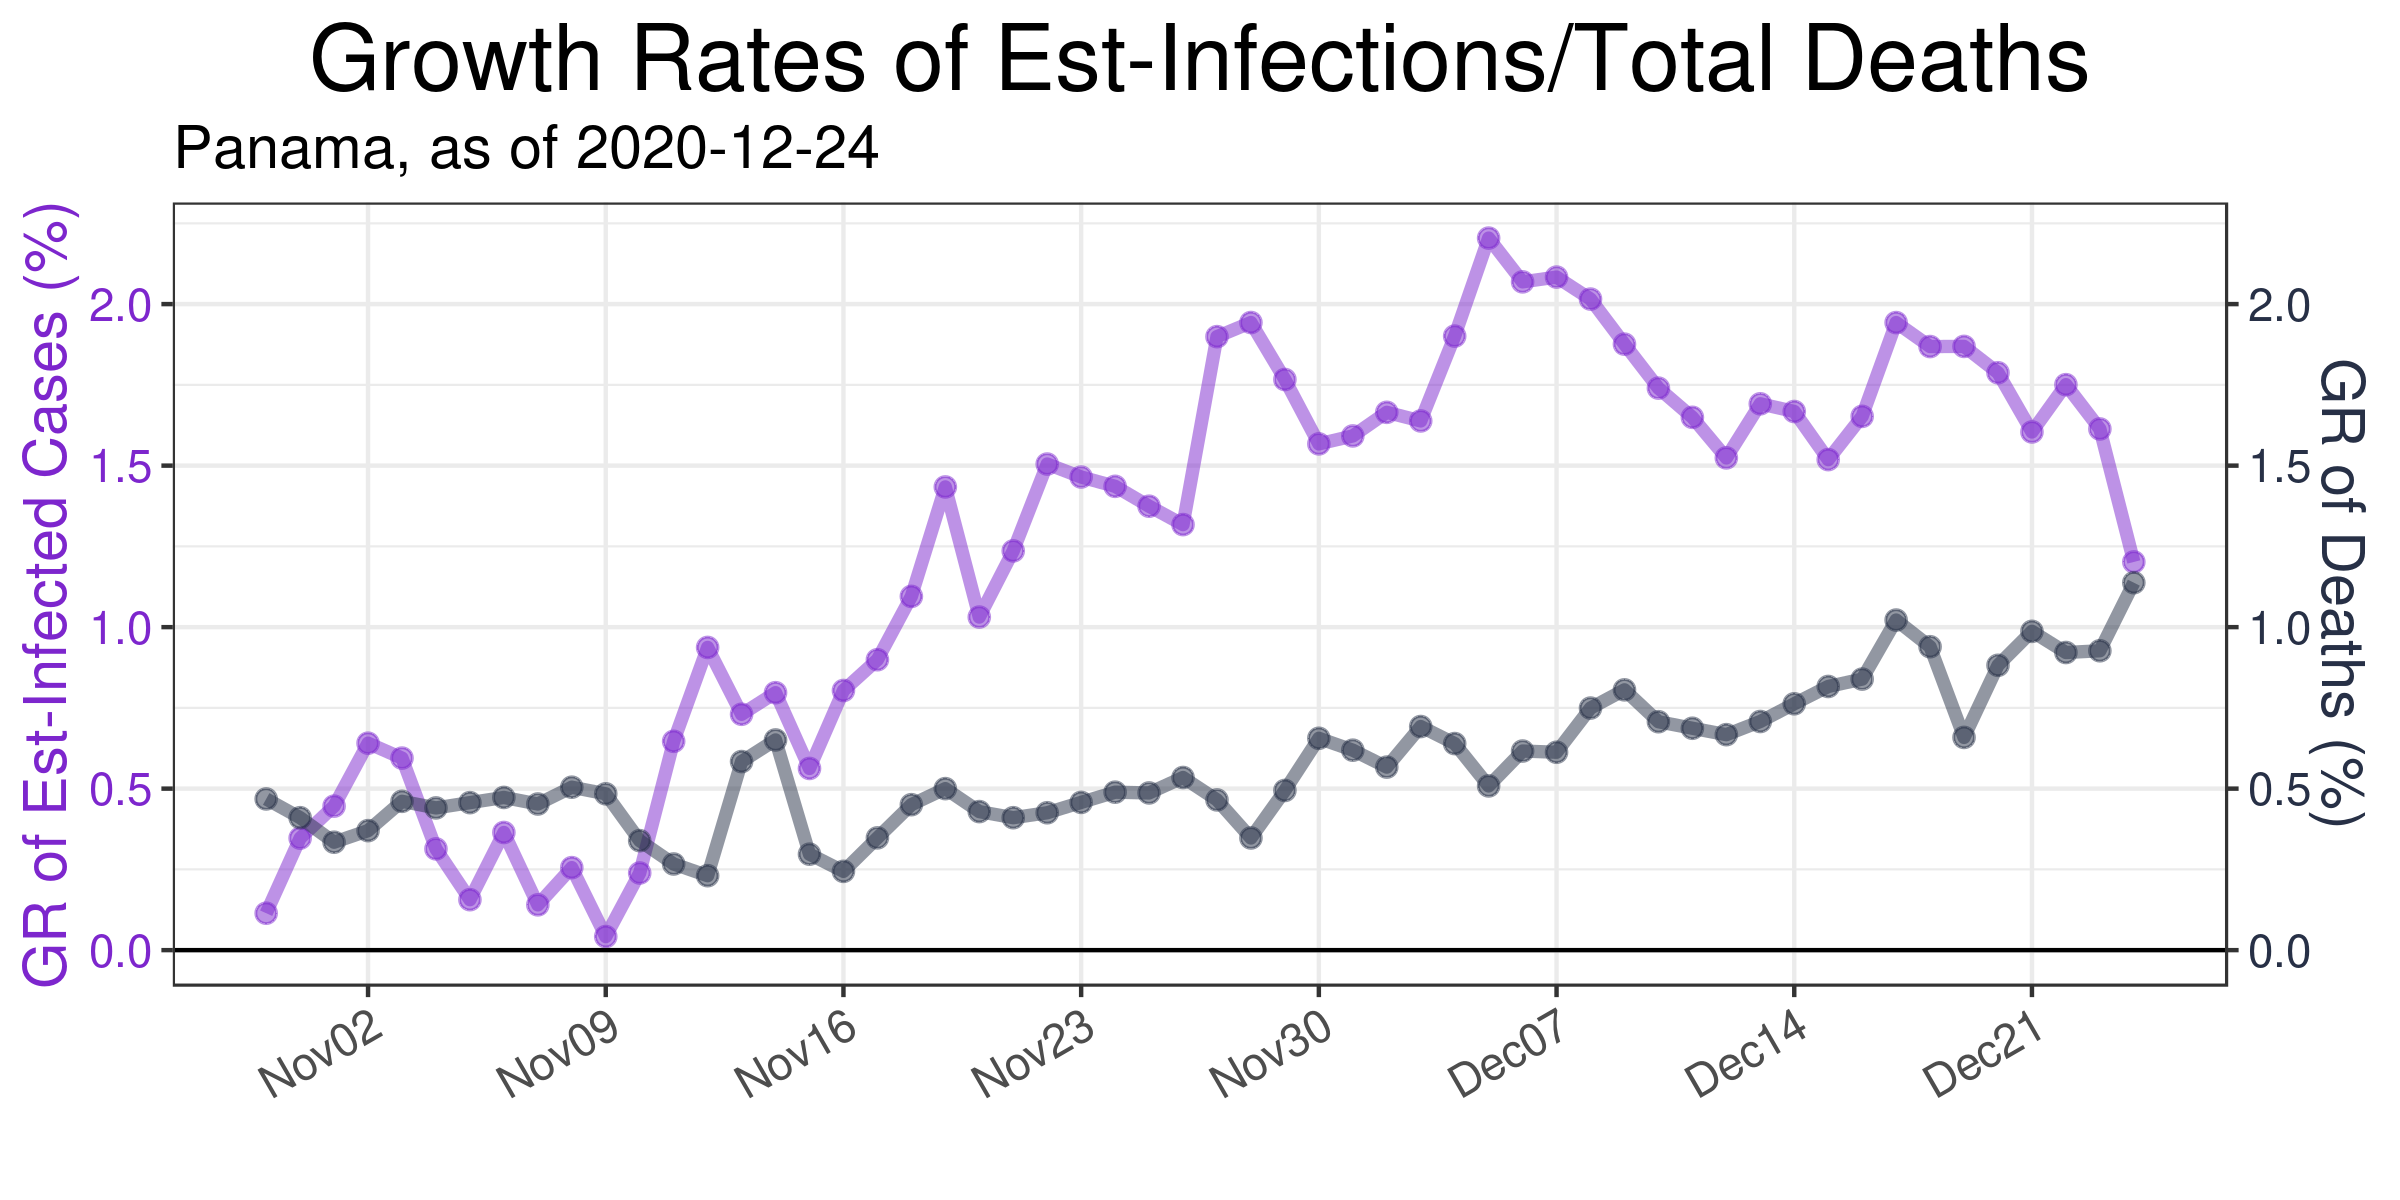 Growth Rates of Est-Infections/Total Deaths
Panama, as of 2020-12-24
GR of Est-Infected Cases (%)
2.0
1.5
1.0
0.5
0.0
2.0
1.5
1.0
0.5
0.0
GR of Deaths (%)
Nov02
Nov09
Nov16
Nov23
Nov30
Dec07
Dec14
Dec21